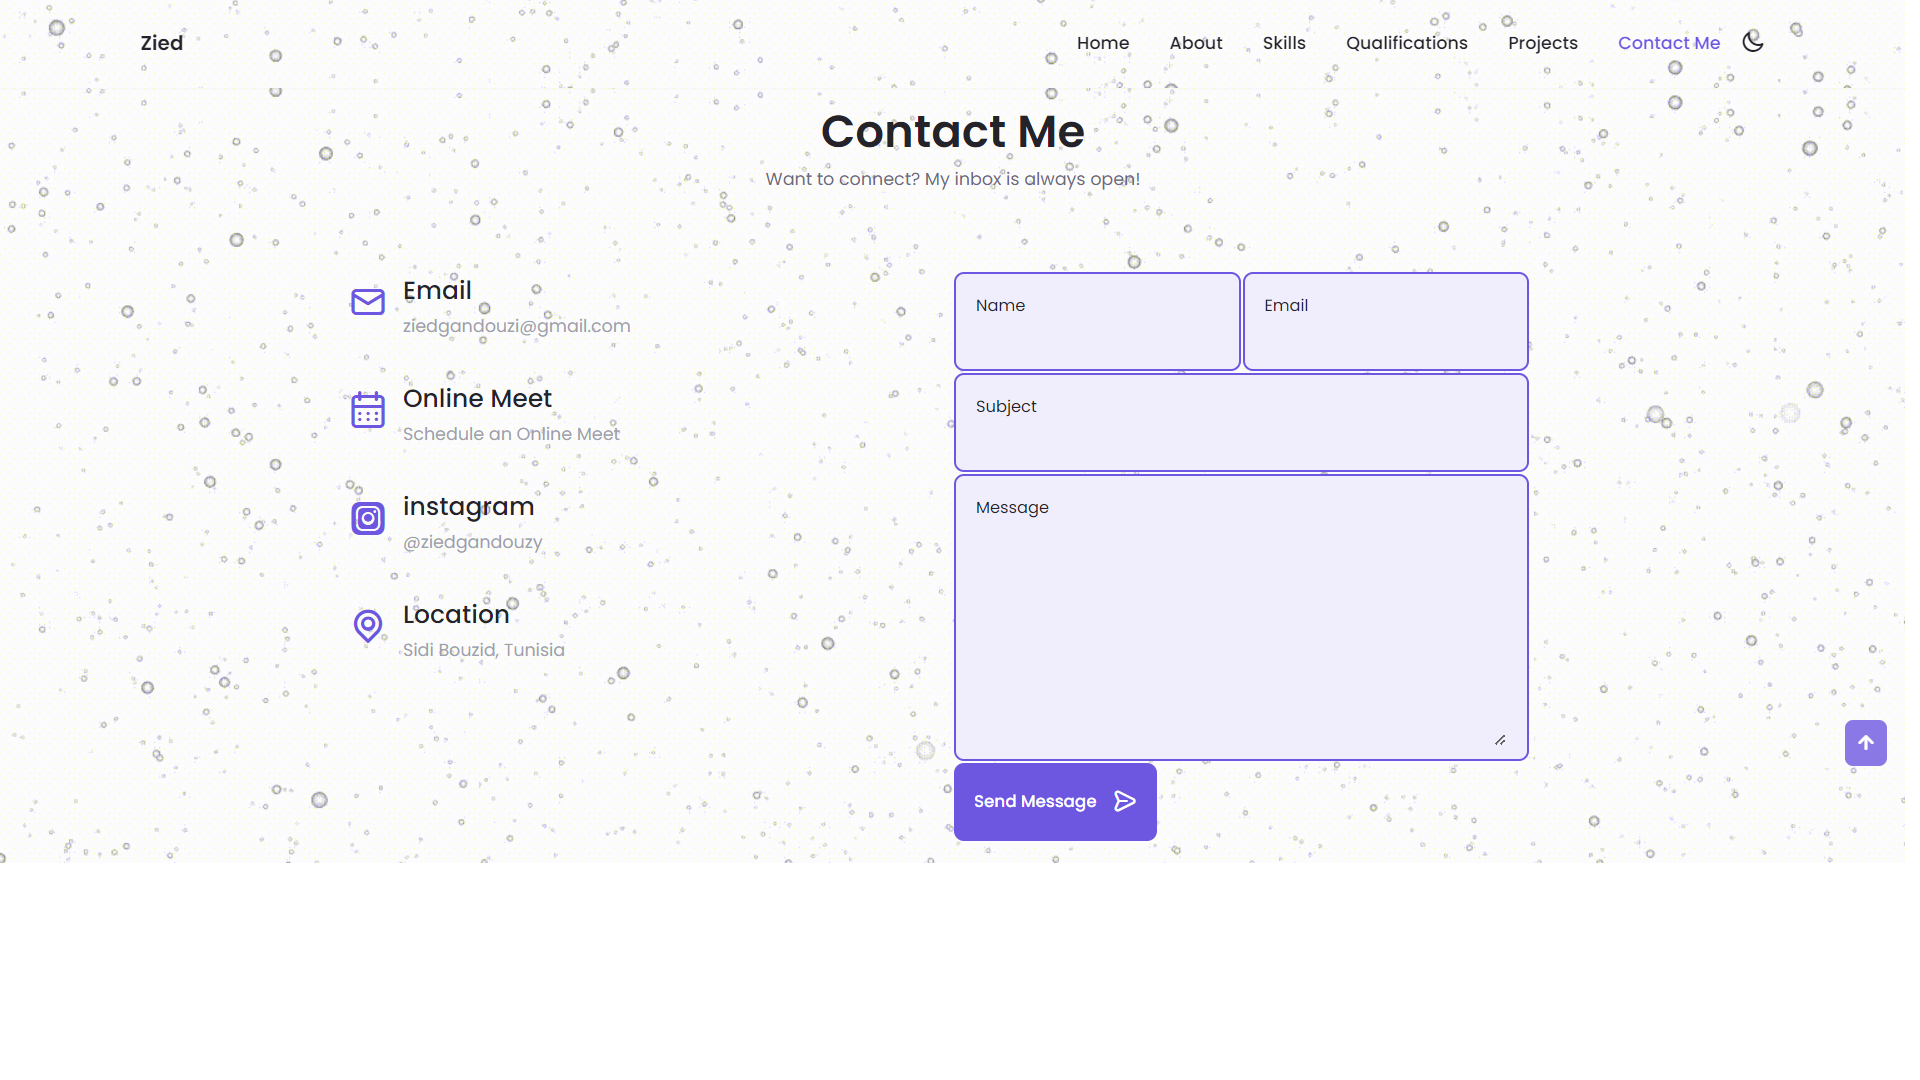 Zied
Home About Skills Qualifications Projects Contact Me
Contact Me
Want to connect? My inbox is always open!
Email
ziedgandouzi@gmail.com
Online Meet
Schedule an Online Meet
instagram
@ziedgandouzy
Location
Sidi Bouzid, Tunisia
Name
Email
Subject
Message
Send Message